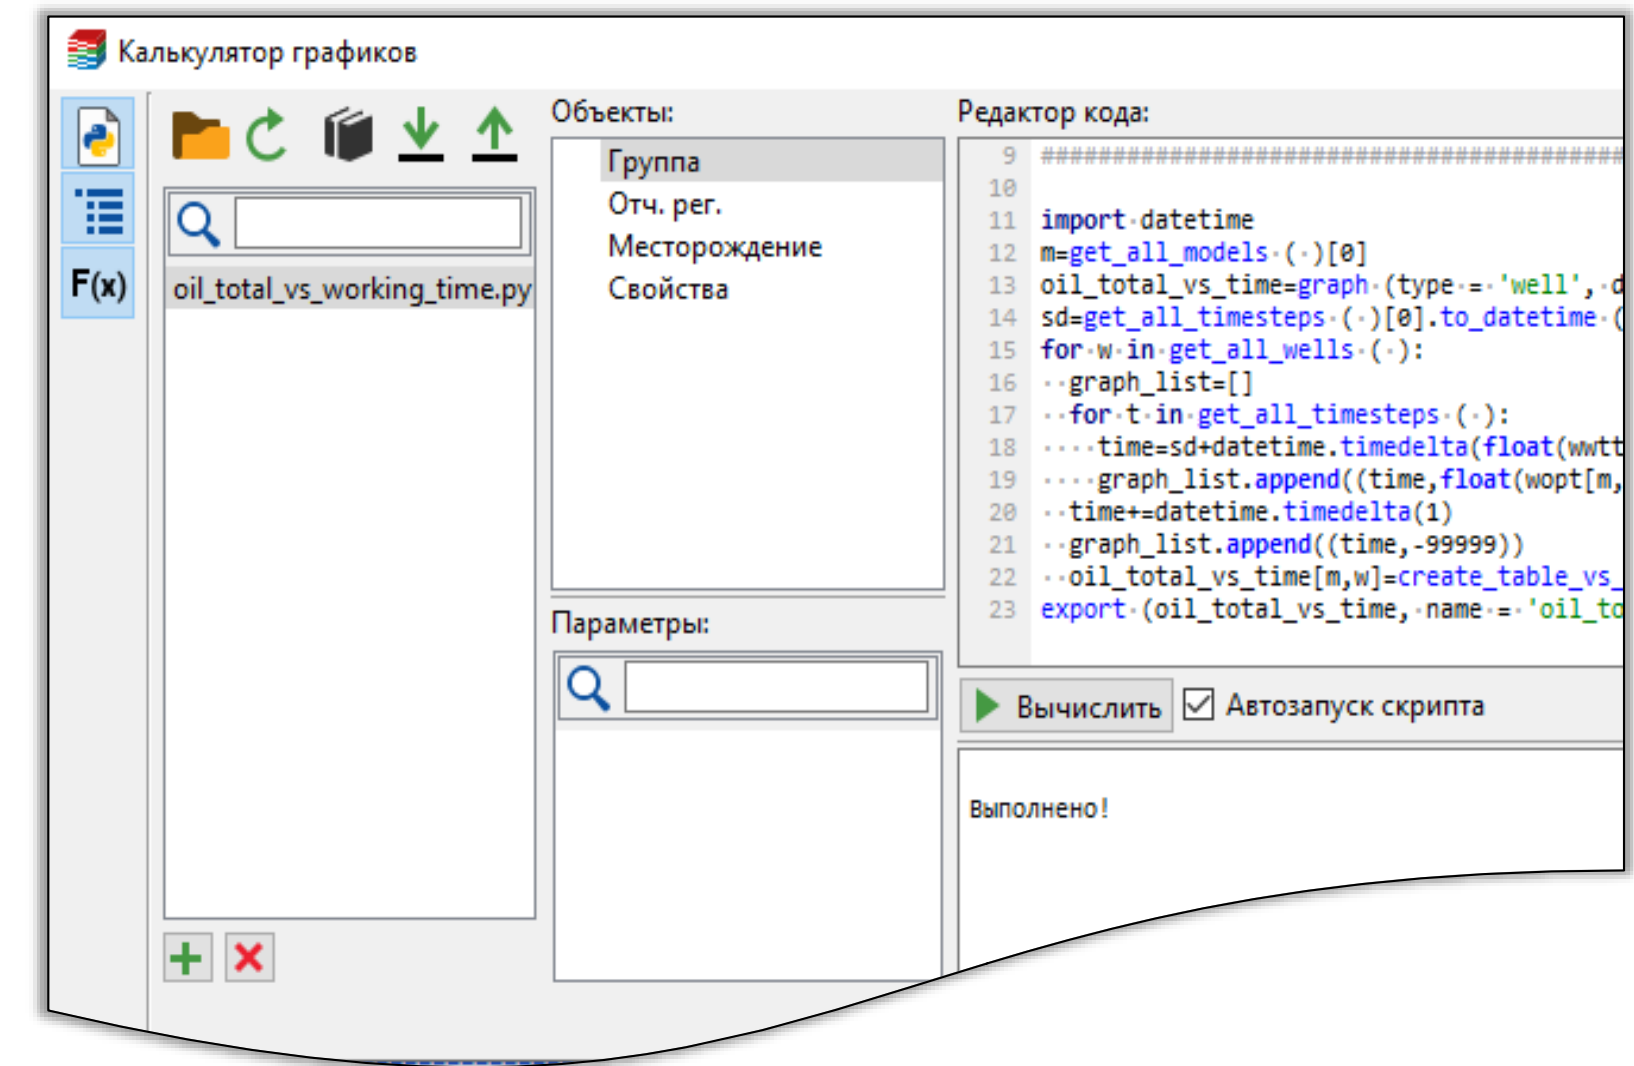 Калькулятор графиков
F(x)
oil_total_vs_working_time.py
Объекты:
Группа
Отч. рег.
Месторождение
Свойства
Параметры:
Редактор кода:
9 ########################################
10
11 import·datetime
12 m=get_all_models·(·)[0]
13 oil_total_vs_time=graph·(type·=·'well',·d
14 sd=get_all_timesteps·(·)[0].to_datetime·(
15 for·w·in·get_all_wells·(·):
16 ··graph_list=[]
17 ··for·t·in·get_all_timesteps·(·):
18 ····time=sd+datetime.timedelta(float(wwtt
19 ····graph_list.append((time,float(wopt[m,
20 ··time+=datetime.timedelta(1)
21 ··graph_list.append((time,-99999))
22 ··oil_total_vs_time[m,w]=create_table_vs_
23 export·(oil_total_vs_time,·name·=·'oil_to
Вычислить Автозапуск скрипта
Выполнено!